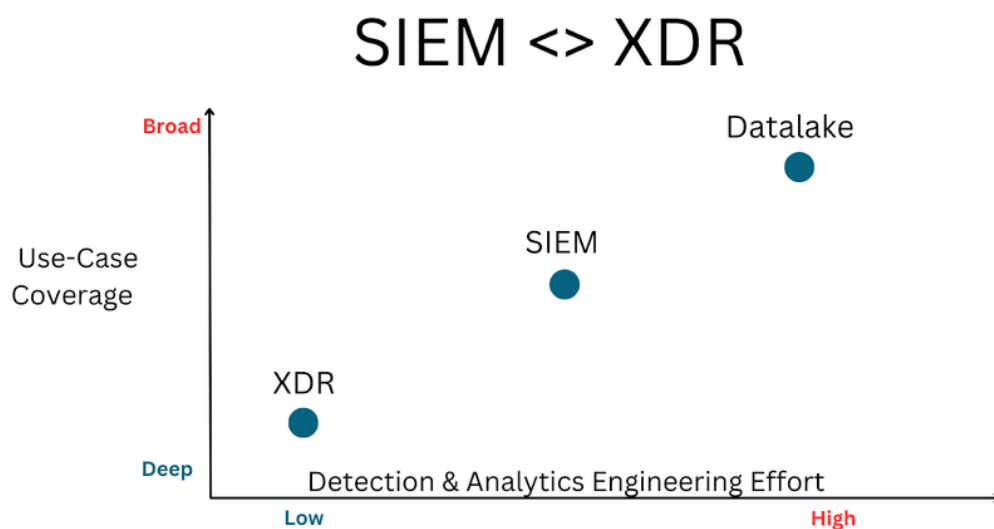 SIEM <> XDR
Broad
Datalake
SIEM
Use-Case
Coverage
XDR
Deep
Detection & Analytics Engineering Effort
Low
High